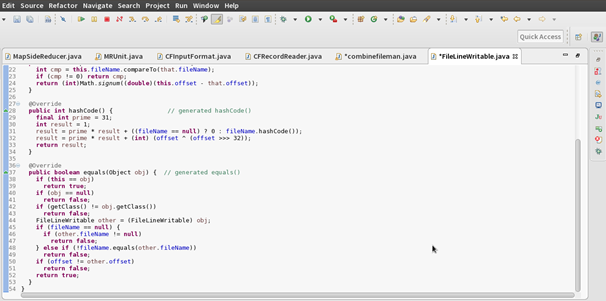 Edit Source Refactor Navigate Search Project Run Window Help
Quick Access
MapSideReducer.java MRUnit.java CFInputFormat.java CFRecordReader.java *combinefileman.java *FileLineWritable.java
22 int cmp = this.fileName.compareTo(that.fileName);
23 if (cmp != 0) return cmp;
24 return (int)Math.signum((double)(this.offset - that.offset));
25 }
26
27 @Override
28 public int hashCode() { // generated hashCode()
29 final int prime = 31;
30 int result = 1;
31 result = prime * result + ((fileName == null) ? 0 : fileName.hashCode());
32 result = prime * result + (int) (offset ^ (offset >>> 32));
33 return result;
34 }
35
36 @Override
37 public boolean equals(Object obj) { // generated equals()
38 if (this == obj)
39 return true;
40 if (obj == null)
41 return false;
42 if (getClass() != obj.getClass())
43 return false;
44 FileLineWritable other = (FileLineWritable) obj;
45 if (fileName == null) {
46 if (other.fileName != null)
47 return false;
48 } else if (!fileName.equals(other.fileName))
49 return false;
50 if (offset != other.offset)
51 return false;
52 return true;
53 }
54 }